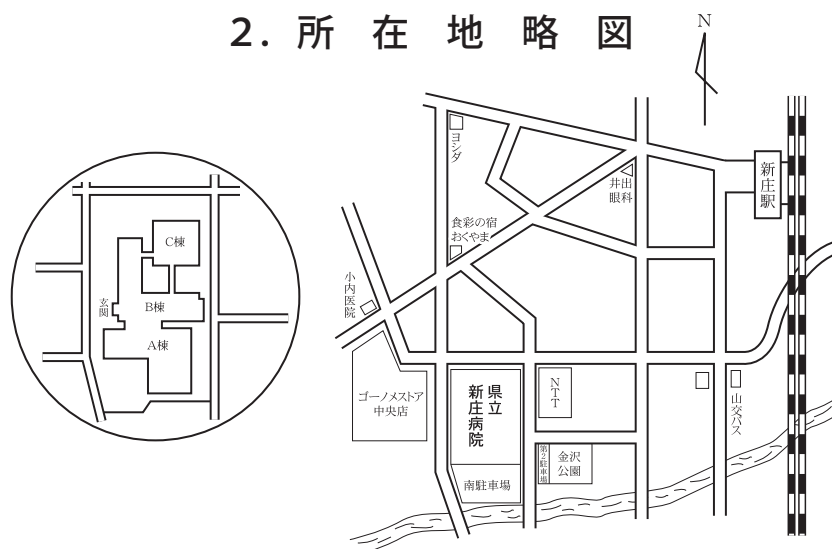 2. 所在地略図
N
ヨシダ
井出
眼科
新庄駅
食彩の宿
おくやま
小内医院
C棟
B棟
玄関
A棟
ゴーノメストア
中央店
県立
新庄病院
NTT
山交バス
第2駐車場
金沢
公園
南駐車場